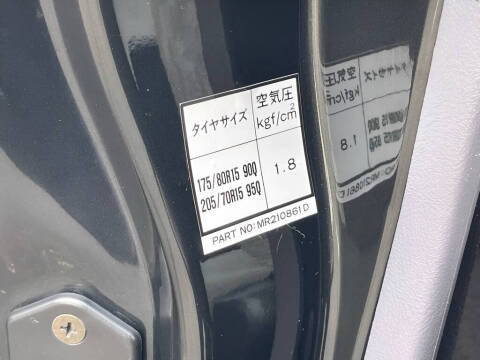 タイヤサイズ 空気圧
kgf/cm²
175/80R15 90Q 1.8
205/70R15 95Q
PART NO:MR210861D